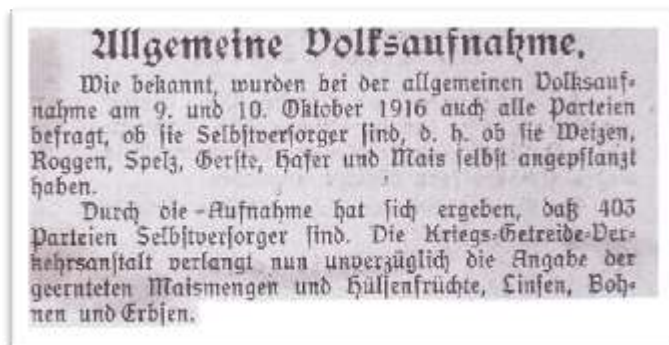 Allgemeine Volksaufnahme.
Wie bekannt, wurden bei der allgemeinen Volksauf-
nahme am 9. und 10. Oktober 1916 auch alle Parteien
befragt, ob sie Selbstversorger sind, d. h. ob sie Weizen,
Roggen, Spelz, Gerste, Hafer und Mais selbst angepflanzt
haben.
Durch die Aufnahme hat sich ergeben, daß 403
Parteien Selbstversorger sind. Die Kriegs-Getreide-Ver-
kehrsanstalt verlangt nun unverzüglich die Angabe der
geernteten Maismengen und Hülsenfrüchte, Linsen, Boh-
nen und Erbsen.